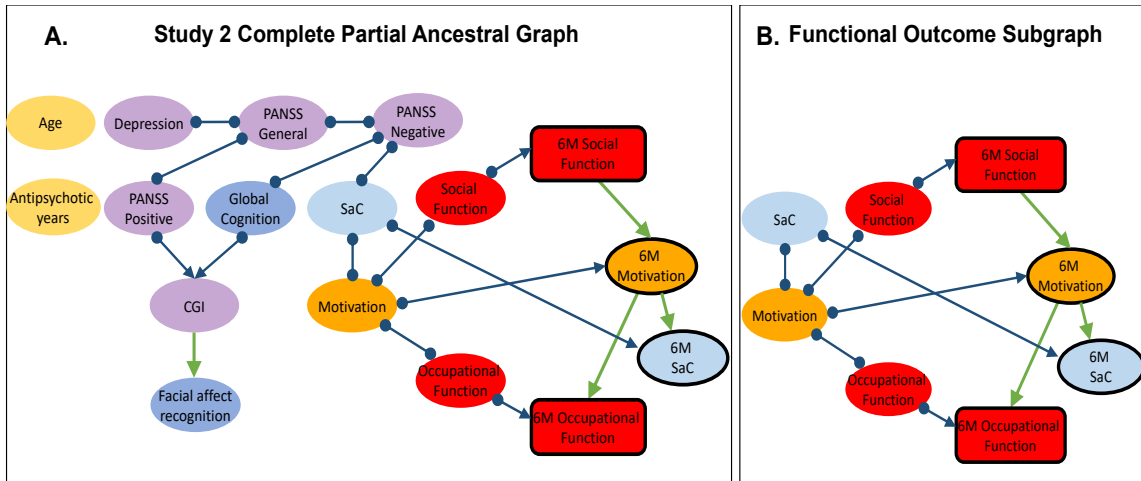 A. Study 2 Complete Partial Ancestral Graph
Age
Depression
PANSS
General
PANSS
Negative
6M Social
Function
Antipsychotic
years
PANSS
Positive
Global
Cognition
SaC
Social
Function
6M
Motivation
CGI
Motivation
6M
SaC
Facial affect
recognition
Occupational
Function
6M Occupational
Function
B. Functional Outcome Subgraph
6M Social
Function
SaC
Social
Function
6M
Motivation
Motivation
6M
SaC
Occupational
Function
6M Occupational
Function